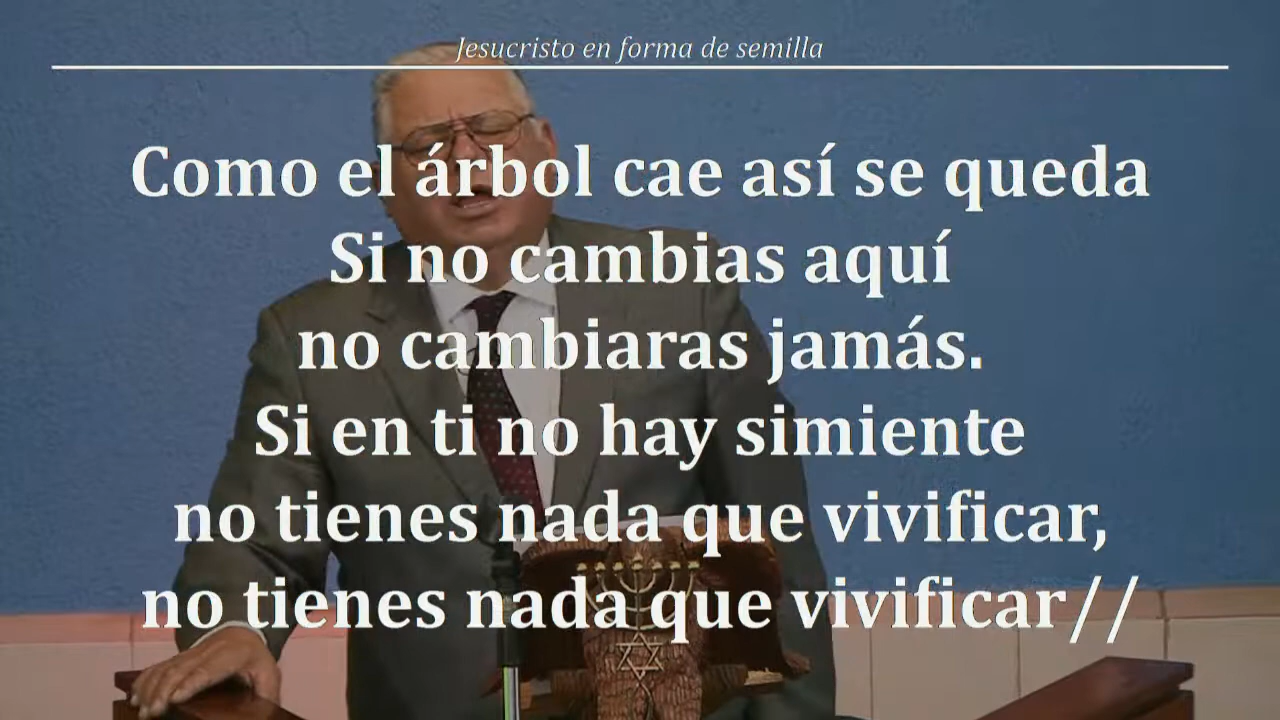 Jesucristo en forma de semilla
Como el árbol cae así se queda
Si no cambias aquí
no cambiaras jamás.
Si en ti no hay simiente
no tienes nada que vivificar,
no tienes nada que vivificar//